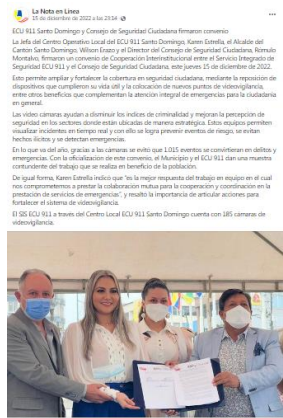 La Nota en Línea
15 de diciembre de 2022 a las 23:14
ECU 911 Santo Domingo y Consejo de Seguridad Ciudadana firmaron convenio
La Jefa del Centro Operativo Local del ECU 911 Santo Domingo, Karen Estrella, el Alcalde del
Cantón Santo Domingo, Wilson Erazo y el Director del Consejo de Seguridad Ciudadana, Rómulo
Montalvo, firmaron un convenio de Cooperación Interinstitucional entre el Servicio Integrado de
Seguridad ECU 911 y el Consejo de Seguridad Ciudadana, este jueves 15 de diciembre de 2022.
Esto permite ampliar y fortalecer la cobertura en seguridad ciudadana, mediante la reposición de
dispositivos que cumplieron su vida útil y la colocación de nuevos puntos de videovigilancia,
entre otros beneficios que complementan la atención integral de emergencias para la ciudadanía
en general.
Las video cámaras ayudan a disminuir los índices de criminalidad y mejoran la percepción de
seguridad en los sectores donde están ubicadas de manera estratégica. Estos equipos permiten
visualizar incidentes en tiempo real y con ello se logra prevenir eventos de riesgo, se evitan
hechos ilícitos y se detectan emergencias.
En lo que va del año, gracias a las cámaras se evitó que 1.015 eventos se convirtieran en delitos y
emergencias. Con la oficialización de este convenio, el Municipio y el ECU 911 dan una muestra
contundente del trabajo que se realiza en beneficio de la población.
De igual forma, Karen Estrella indicó que "es la mejor respuesta del trabajo en equipo en el cual
nos comprometemos a prestar la colaboración mutua para la cooperación y coordinación en la
prestación de servicios de emergencias", y resaltó la importancia de articular acciones para
fortalecer el sistema de videovigilancia.
El SIS ECU 911 a través del Centro Local ECU 911 Santo Domingo cuenta con 185 cámaras de
videovigilancia.